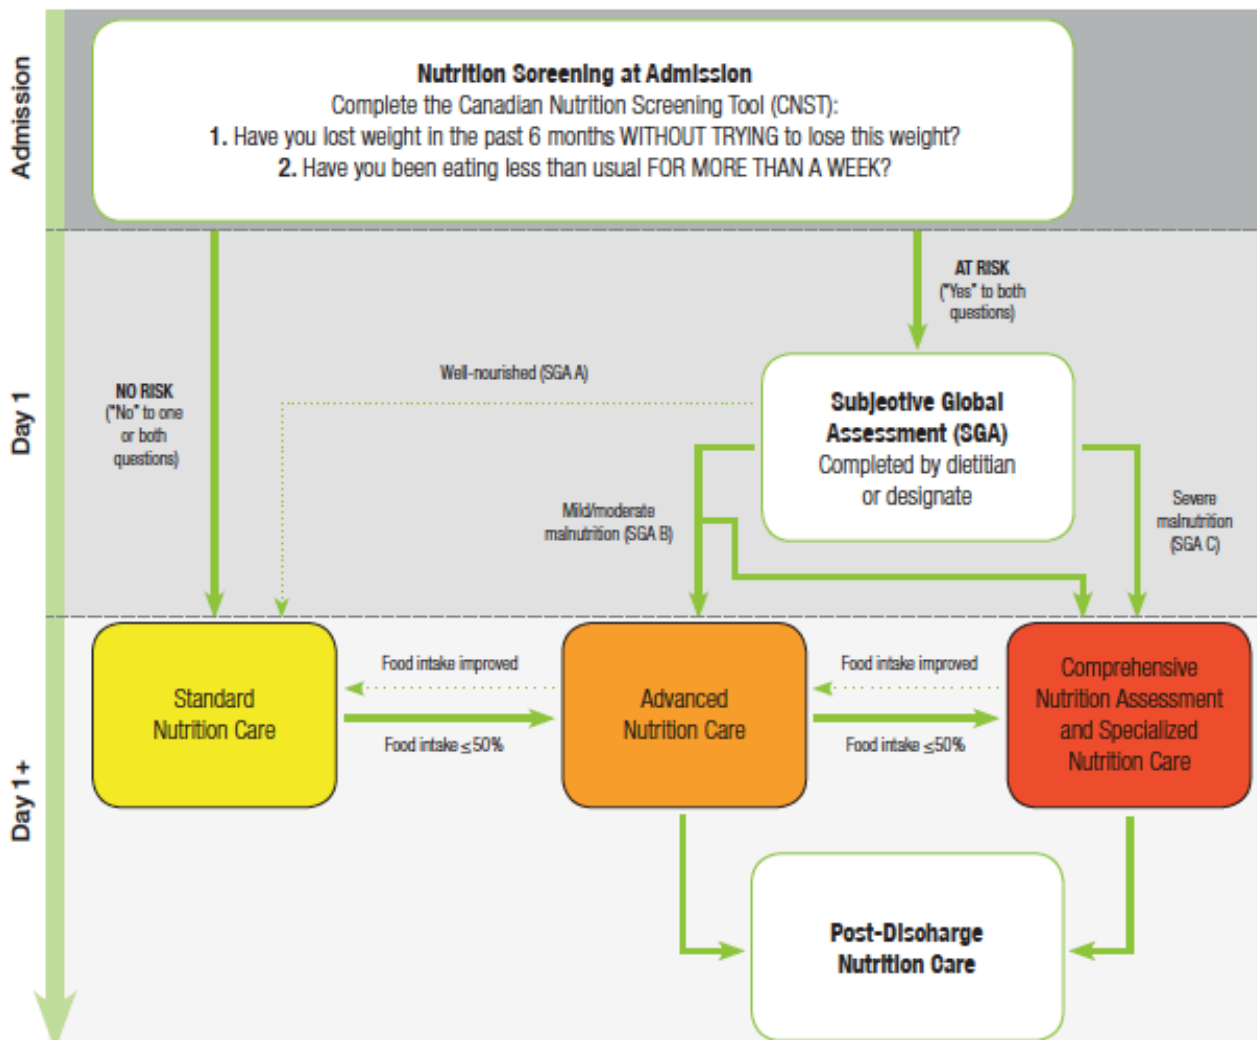 Admission
Nutrition Soreening at Admission
Complete the Canadian Nutrition Screening Tool (CNST):
1. Have you lost weight in the past 6 months WITHOUT TRYING to lose this weight?
2. Have you been eating less than usual FOR MORE THAN A WEEK?
Day 1
NO RISK
("No" to one
or both
questions)
AT RISK
("Yes" to both
questions)
Well-nourished (SGA A)
Subjeotive Global
Assessment (SGA)
Completed by dietitian
or designate
Mild/moderate
malnutrition (SGA B)
Severe
malnutrition
(SGA C)
Day 1+
Standard
Nutrition Care
Food intake improved
Food intake ≤50%
Advanced
Nutrition Care
Food intake improved
Food intake ≤50%
Comprehensive
Nutrition Assessment
and Specialized
Nutrition Care
Post-Disoharge
Nutrition Care